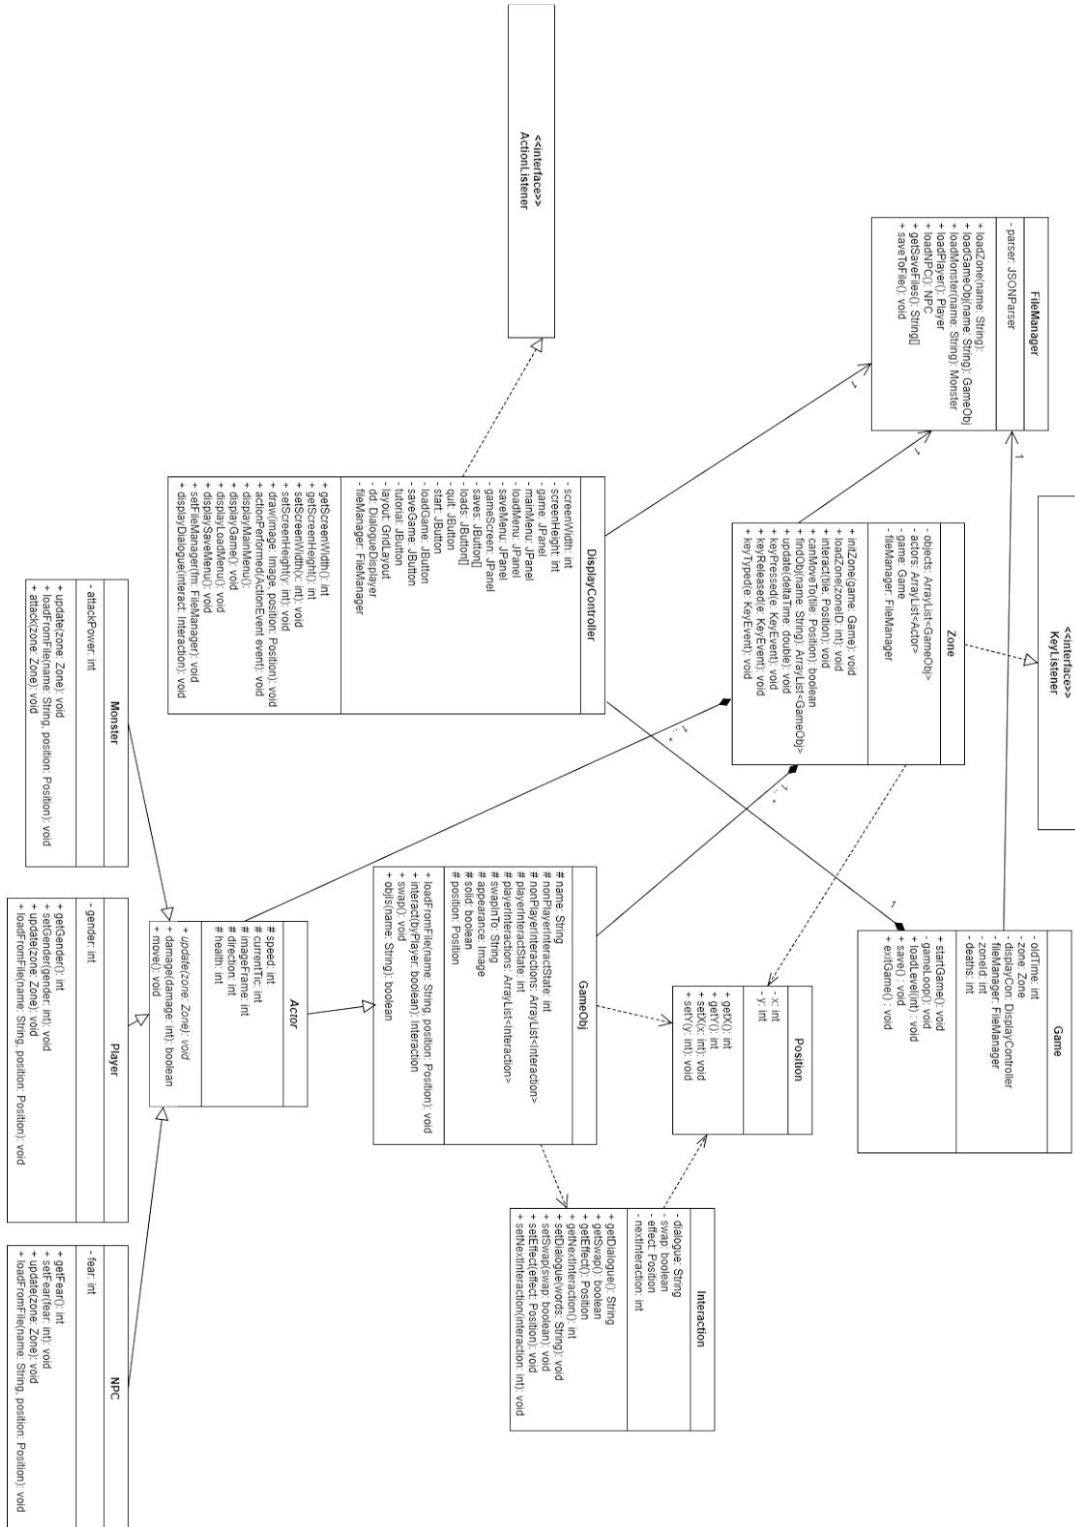 <<interface>>
ActionListener
FileManager
- parser: JSONParser
+ loadZone(name: String):
+ loadGameObj(name: String): GameObj
+ loadMonster(name: String): Monster
+ loadPlayer(): Player
+ loadNPC(): NPC
+ getSaveFiles(): String[]
+ saveToFile(): void
1
1
1
<<interface>>
KeyListener
DisplayController
- screenWidth: int
- screenHeight: int
- game: JPanel
- mainMenu: JPanel
- loadMenu: JPanel
- saveMenu: JPanel
- gameScreen: JPanel
- saves: JButton[]
- loads: JButton[]
- quit: JButton
- start: JButton
- loadGame: JButton
- saveGame: JButton
- tutorial: JButton
- layout: GridLayout
- dd: DialogueDisplayer
- fileManager: FileManager
+ getScreenWidth(): int
+ getScreenHeight(): int
+ setScreenWidth(x: int): void
+ setScreenHeight(y: int): void
+ draw(image: Image, position: Position): void
+ actionPerformed(ActionEvent event): void
+ displayMainMenu():
+ displayGame(): void
+ displayLoadMenu(): void
+ displaySaveMenu(): void
+ setFileManager(fm: FileManager): void
+ displayDialogue(interact: Interaction): void
Zone
- objects: ArrayList<GameObj>
- actors: ArrayList<Actor>
- game: Game
- fileManager: FileManager
+ initZone(game: Game): void
+ loadZone(zoneID: int): void
+ interact(tile: Position): void
+ canMoveTo(tile: Position): boolean
+ findObj(name: String): ArrayList<GameObj>
+ update(deltaTime: double): void
+ keyPressed(e: KeyEvent): void
+ keyReleased(e: KeyEvent): void
+ keyTyped(e: KeyEvent): void
1 .. *
1 .. *
1
Game
- oldTime: int
- zone: Zone
- displayCon: DisplayController
- fileManager: FileManager
- zoneId: int
- deaths: int
+ startGame(): void
- gameLoop(): void
+ loadLevel(int) : void
+ save() : void
+ exitGame() : void
Monster
- attackPower: int
+ update(zone: Zone): void
+ loadFromFile(name: String, position: Position): void
+ attack(zone: Zone): void
Actor
# speed: int
# currentTic: int
# imageFrame: int
# direction: int
# health: int
+ update(zone: Zone): void
+ damage(damage: int): boolean
+ move(): void
GameObj
# name: String
# nonPlayerInteractState: int
# nonPlayerInteractions: ArrayList<Interaction>
# playerInteractState: int
# playerInteractions: ArrayList<Interaction>
# swapInTo: String
# appearance: Image
# solid: boolean
# position: Position
+ loadFromFile(name: String, position: Position): void
+ interact(byPlayer: boolean): Interaction
+ swap(): void
+ objIs(name: String): boolean
Position
- x: int
- y: int
+ getX(): int
+ getY(): int
+ setX(x: int): void
+ setY(y: int): void
Player
- gender: int
+ getGender(): int
+ setGender(gender: int): void
+ update(zone: Zone): void
+ loadFromFile(name: String, position: Position): void
Interaction
- dialogue: String
- swap: boolean
- effect: Position
- nextInteraction: int
+ getDialogue(): String
+ getSwap(): boolean
+ getEffect(): Position
+ getNextInteraction(): int
+ setDialogue(words: String): void
+ setSwap(swap: boolean): void
+ setEffect(effect: Position): void
+ setNextInteraction(interaction: int): void
NPC
- fear: int
+ getFear(): int
+ setFear(fear: int): void
+ update(zone: Zone): void
+ loadFromFile(name: String, position: Position): void